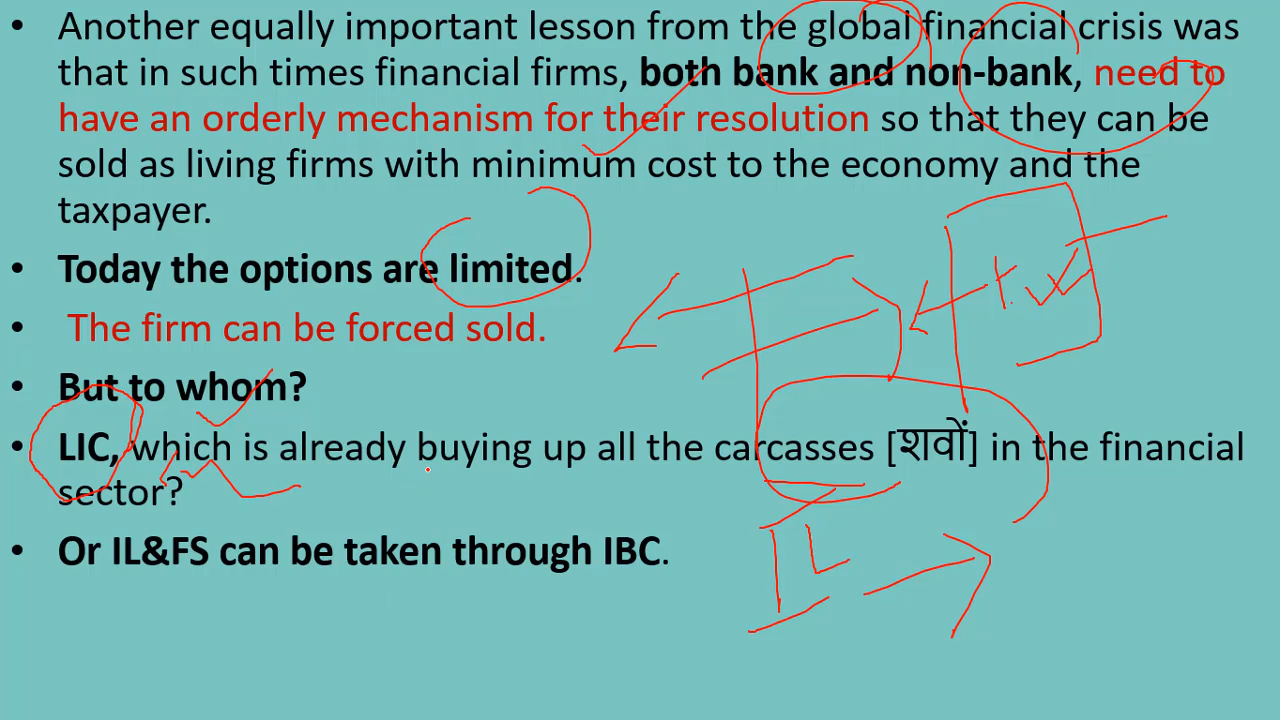 • Another equally important lesson from the global financial crisis was
that in such times financial firms, both bank and non-bank, need to
have an orderly mechanism for their resolution so that they can be
sold as living firms with minimum cost to the economy and the
taxpayer.
• Today the options are limited.
• The firm can be forced sold.
• But to whom?
• LIC, which is already buying up all the carcasses [शवों] in the financial
sector?
• Or IL&FS can be taken through IBC.
IL